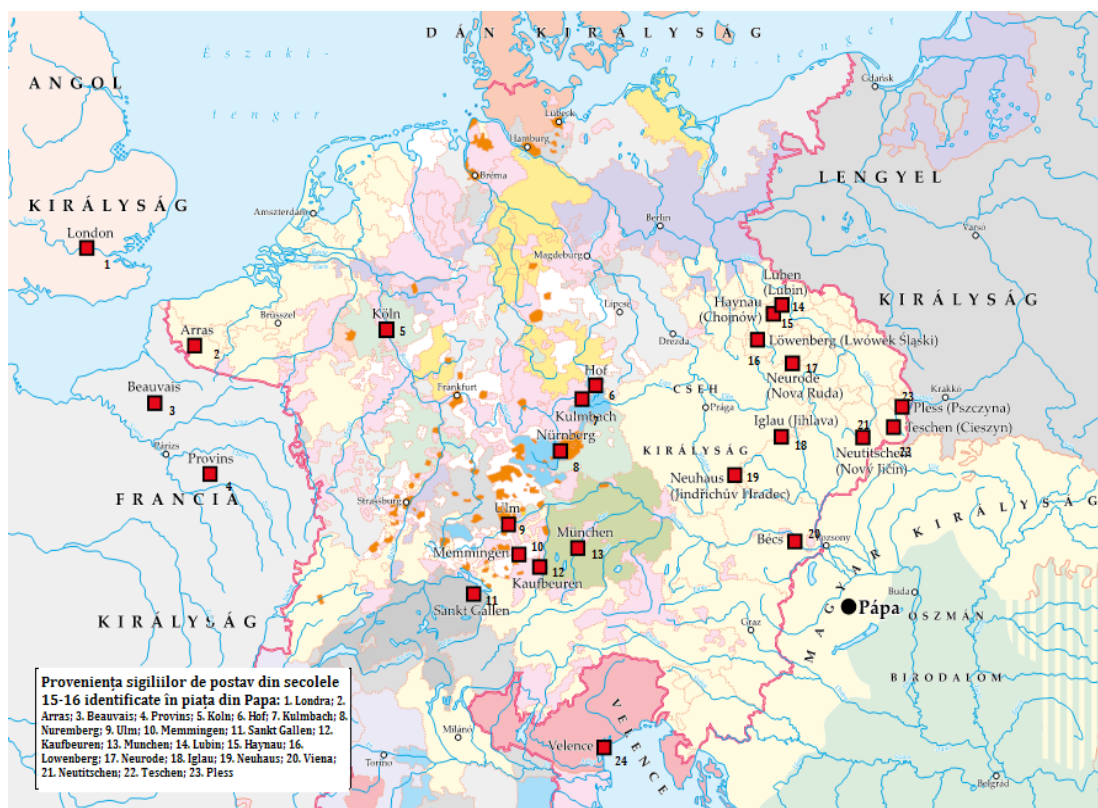 DÁN KIRÁLYSÁG
Északi-
tenger
Balti-tenger
ANGOL
KIRÁLYSÁG
London
1
Gdańsk
Lübeck
Hamburg
Bréma
LENGYEL
KIRÁLYSÁG
Amszterdám
Berlin
Varsó
Magdeburg
Brüsszel
Köln
5
Lipcse
Drezda
Lüben
(Lubin)
14
Haynau
(Chojnów)
15
Löwenberg (Lwówek Śląski)
16
17
Neurode
(Nova Ruda)
Arras
2
Beauvais
3
Párizs
Provins
4
FRANCIA
KIRÁLYSÁG
Frankfurt
Hof
6
Kulmbach
7
Nürnberg
8
CSEH
KIRÁLYSÁG
Prága
Krakkó
23
Pless (Pszczyna)
Teschen (Cieszyn)
22
Iglau (Jihlava)
18
21
Neutitschein
(Nový Jičín)
Neuhaus
19
(Jindrichův Hradec)
Strassburg
Ulm
9
Memmingen
10
München
13
Kaufbeuren
12
Sankt Gallen
11
Bécs
20
Pozsony
MAGYAR KIRÁLYSÁG
Buda
Pápa
OSZMÁN
BIRODALOM
Graz
Miláno
Torino
Velence
24
VELENCE
Belgrád
Proveniența sigiliilor de postav din secolele
15-16 identificate în piața din Papa: 1. Londra; 2.
Arras; 3. Beauvais; 4. Provins; 5. Koln; 6. Hof; 7. Kulmbach; 8.
Nuremberg; 9. Ulm; 10. Memmingen; 11. Sankt Gallen; 12.
Kaufbeuren; 13. Munchen; 14. Lubin; 15. Haynau; 16.
Lowenberg; 17. Neurode; 18. Iglau; 19. Neuhaus; 20. Viena;
21. Neutitschen; 22. Teschen; 23. Pless